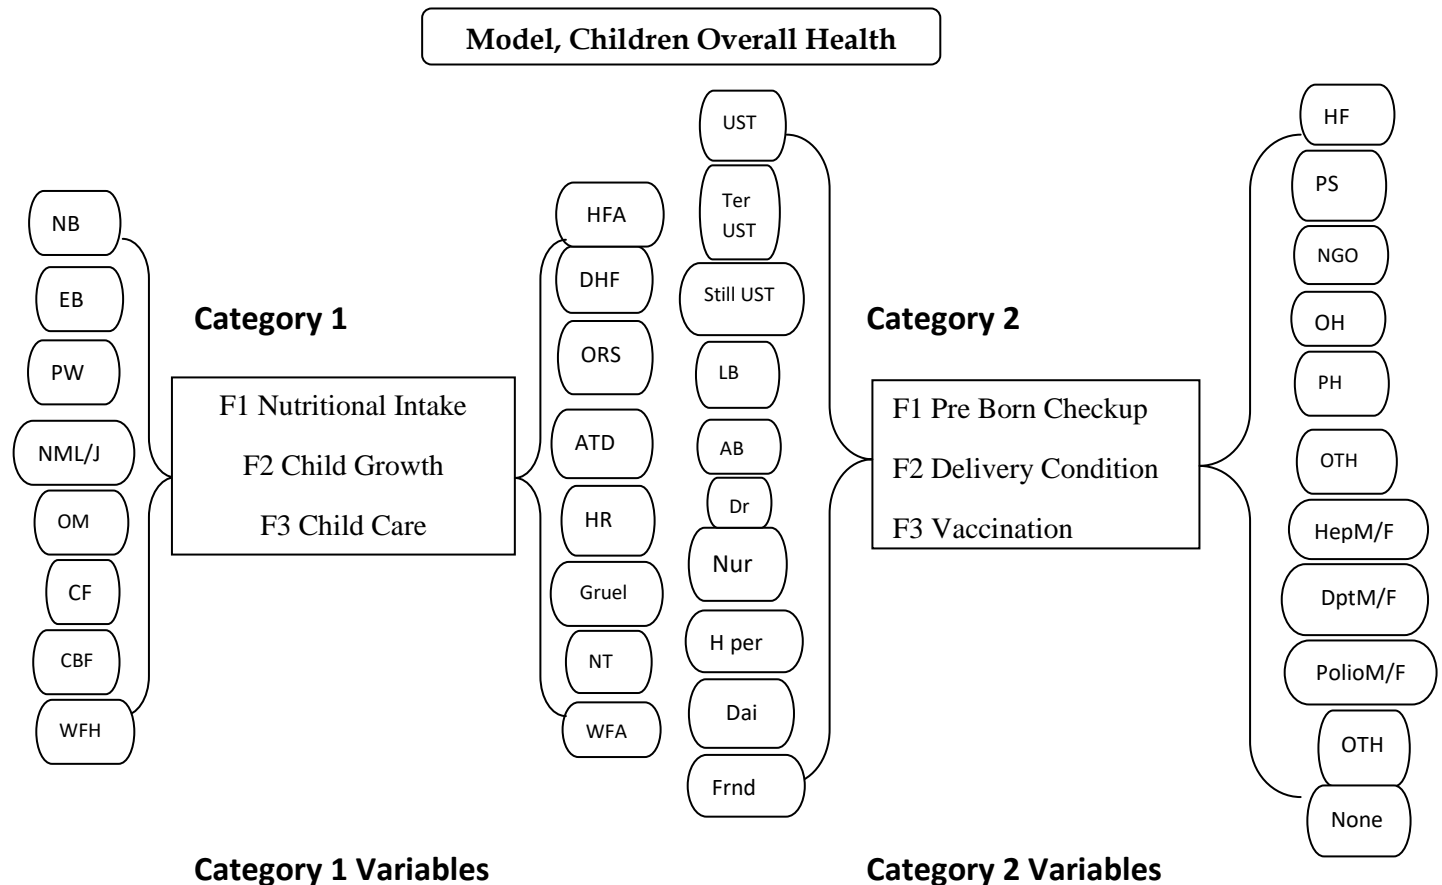 Model, Children Overall Health
NB
EB
PW
NML/J
OM
CF
CBF
WFH
Category 1
F1 Nutritional Intake
F2 Child Growth
F3 Child Care
HFA
DHF
ORS
ATD
HR
Gruel
NT
WFA
Category 1 Variables
UST
Ter
UST
Still UST
LB
AB
Dr
Nur
H per
Dai
Frnd
Category 2
F1 Pre Born Checkup
F2 Delivery Condition
F3 Vaccination
HF
PS
NGO
OH
PH
OTH
HepM/F
DptM/F
PolioM/F
OTH
None
Category 2 Variables